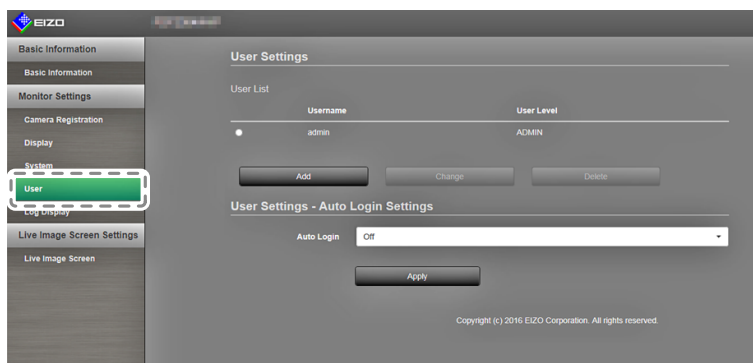 EIZO
Basic Information
Basic Information
Monitor Settings
Camera Registration
Display
System
User
Log Display
Live Image Screen Settings
Live Image Screen
User Settings
User List
Username User Level
admin ADMIN
Add Change Delete
User Settings - Auto Login Settings
Auto Login Off
Apply
Copyright (c) 2016 EIZO Corporation. All rights reserved.